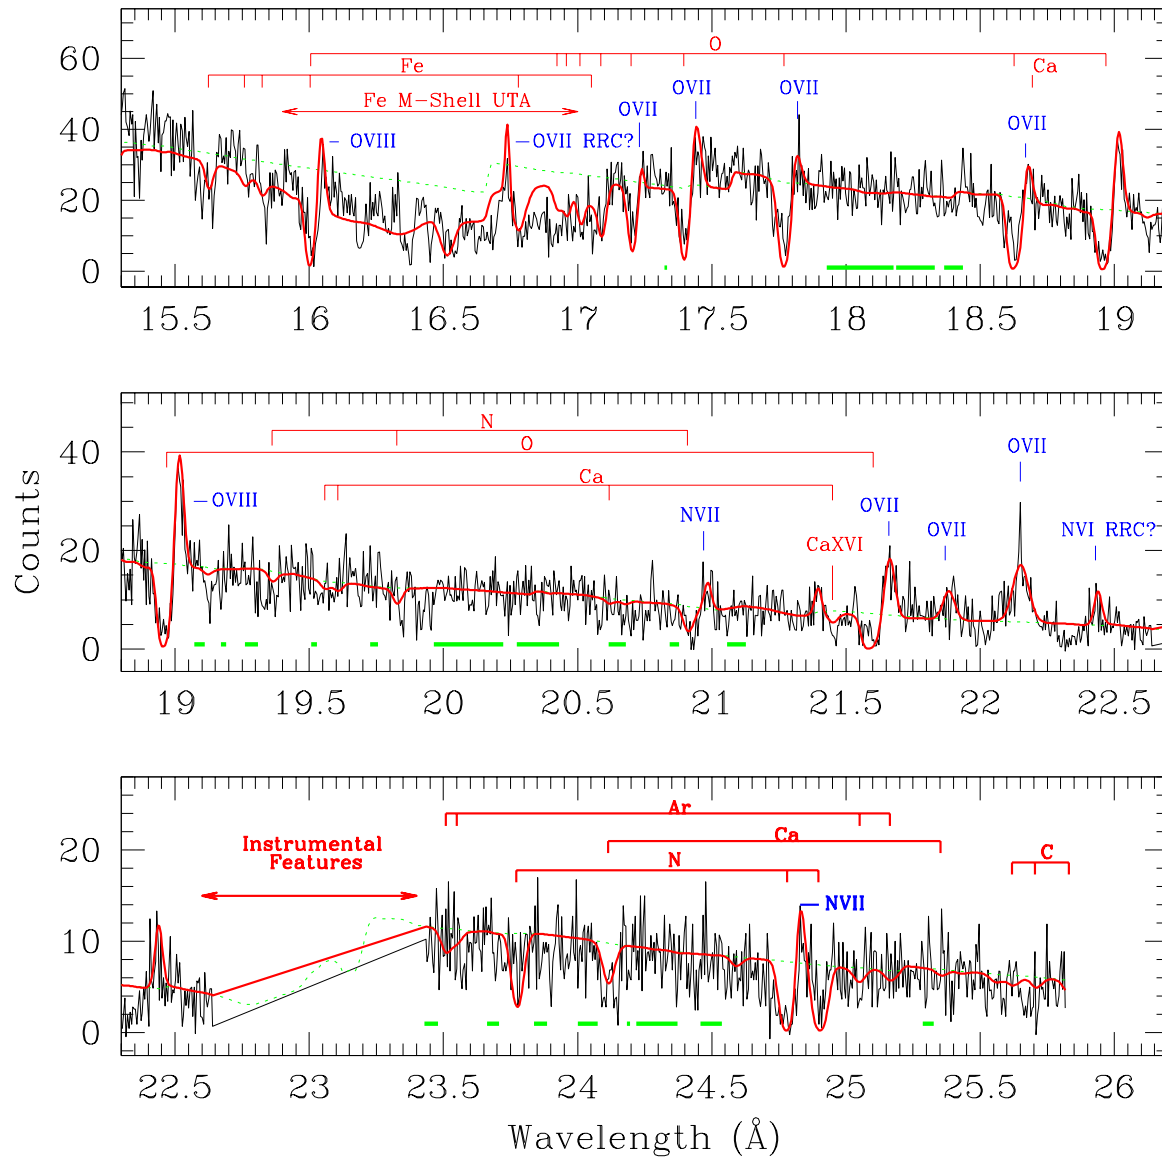 60
40
20
0
O
Fe
Ca
Fe M-Shell UTA
OVIII
OVII RRC?
OVII
OVII
OVII
OVII
15.5 16 16.5 17 17.5 18 18.5 19
Counts
40
20
0
N
O
Ca
OVIII
NVII
CaXVI
OVII
OVII
OVII
NVI RRC?
19 19.5 20 20.5 21 21.5 22 22.5
20
10
0
Instrumental
Features
Ar
Ca
N
C
NVII
22.5 23 23.5 24 24.5 25 25.5 26
Wavelength (Å)